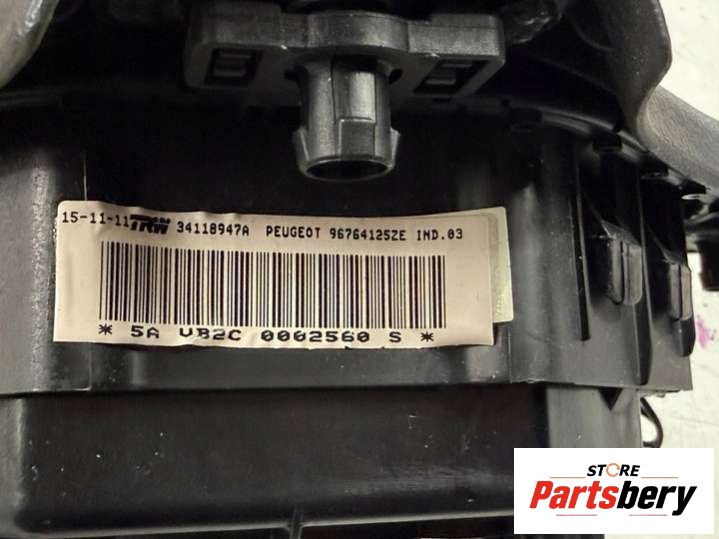 15-11-11 TRW 34118947A PEUGEOT 96764125ZE IND.03
* 5A VB2C 0002560 S *
STORE
Partsbery